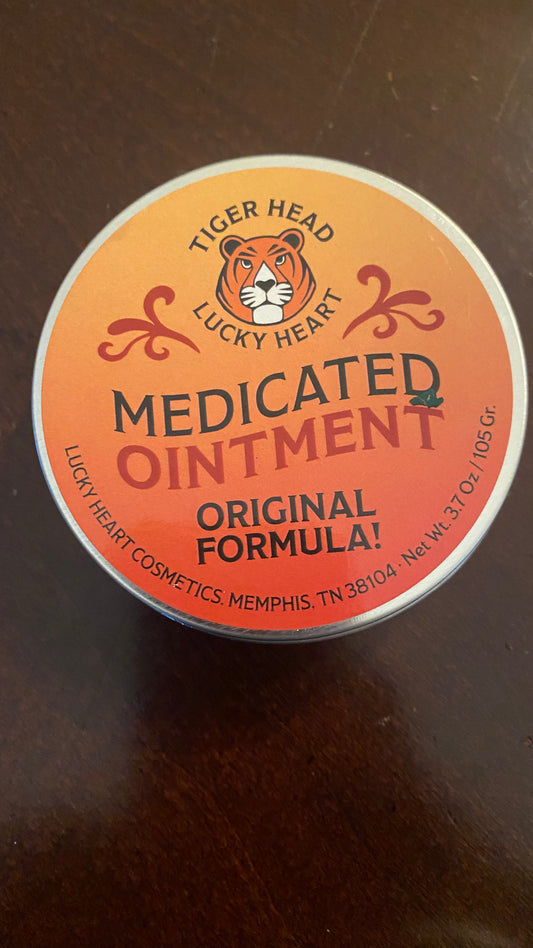 TIGER HEAD
LUCKY HEART
MEDICATED
OINTMENT
ORIGINAL
FORMULA!
LUCKY HEART COSMETICS. MEMPHIS, TN 38104 · Net Wt. 3.7 Oz / 105 Gr.